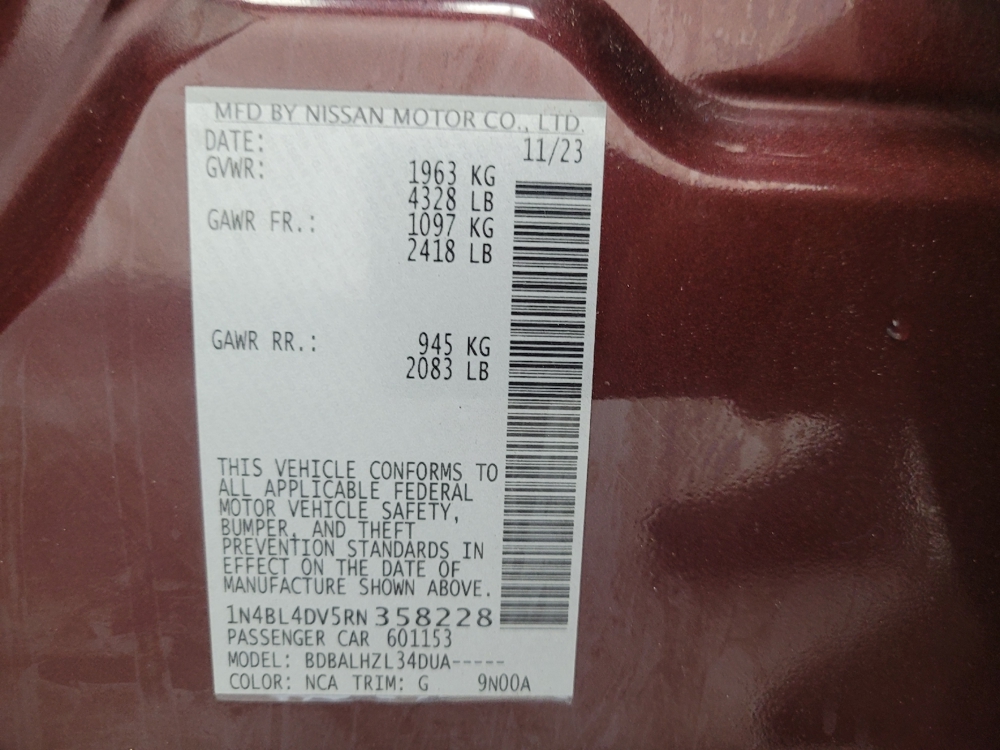 MFD BY NISSAN MOTOR CO., LTD.
DATE: 11/23
GVWR: 1963 KG
4328 LB
GAWR FR.: 1097 KG
2418 LB
GAWR RR.: 945 KG
2083 LB
THIS VEHICLE CONFORMS TO
ALL APPLICABLE FEDERAL
MOTOR VEHICLE SAFETY,
BUMPER, AND THEFT
PREVENTION STANDARDS IN
EFFECT ON THE DATE OF
MANUFACTURE SHOWN ABOVE.
1N4BL4DV5RN358228
PASSENGER CAR 601153
MODEL: BDBALHZL34DUA-----
COLOR: NCA TRIM: G 9N00A